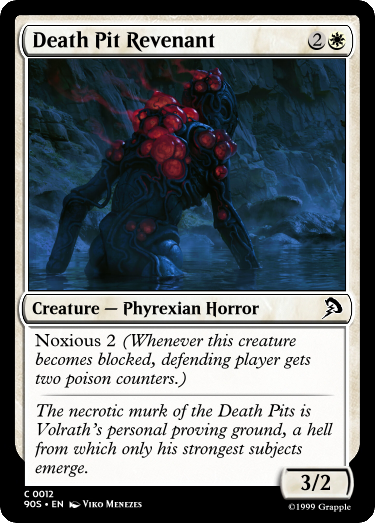 Death Pit Revenant 2
Creature — Phyrexian Horror
Noxious 2 (Whenever this creature
becomes blocked, defending player gets
two poison counters.)
The necrotic murk of the Death Pits is
Volrath's personal proving ground, a hell
from which only his strongest subjects
emerge.
3/2
C 0012
90S • EN Viko Menezes
©1999 Grapple